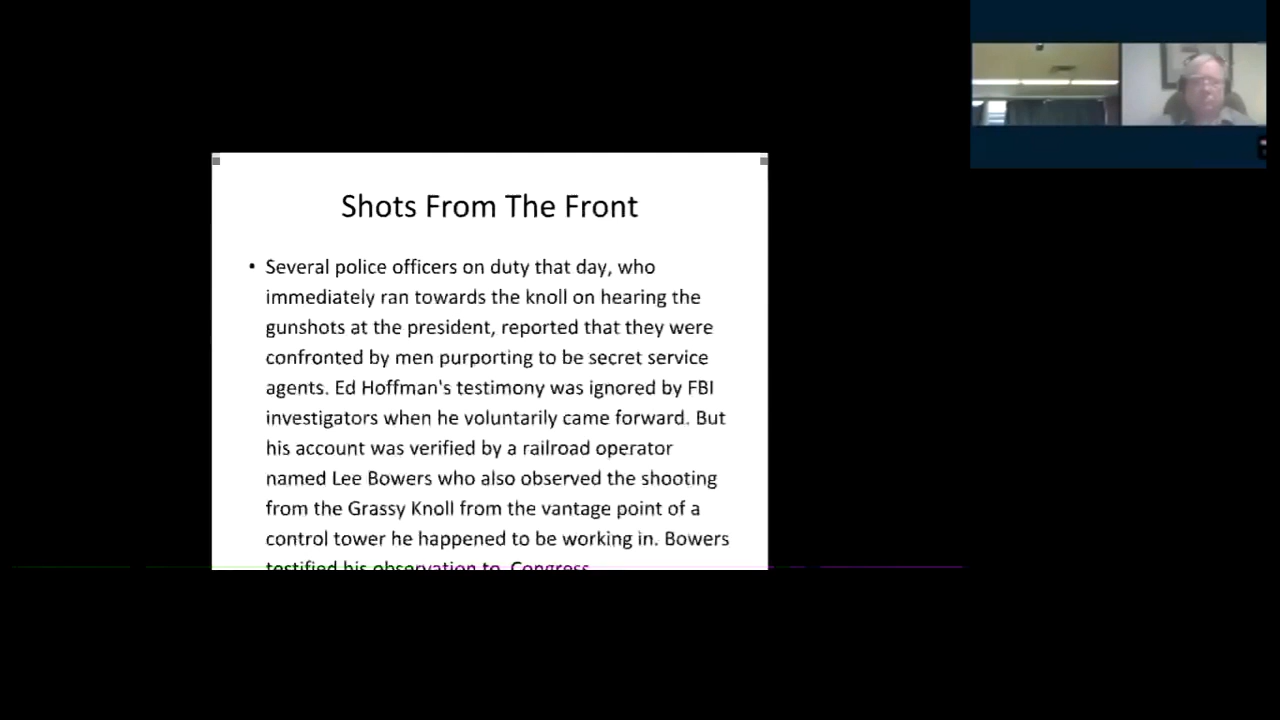 Shots From The Front
• Several police officers on duty that day, who
immediately ran towards the knoll on hearing the
gunshots at the president, reported that they were
confronted by men purporting to be secret service
agents. Ed Hoffman's testimony was ignored by FBI
investigators when he voluntarily came forward. But
his account was verified by a railroad operator
named Lee Bowers who also observed the shooting
from the Grassy Knoll from the vantage point of a
control tower he happened to be working in. Bowers
testified his observation to Congress